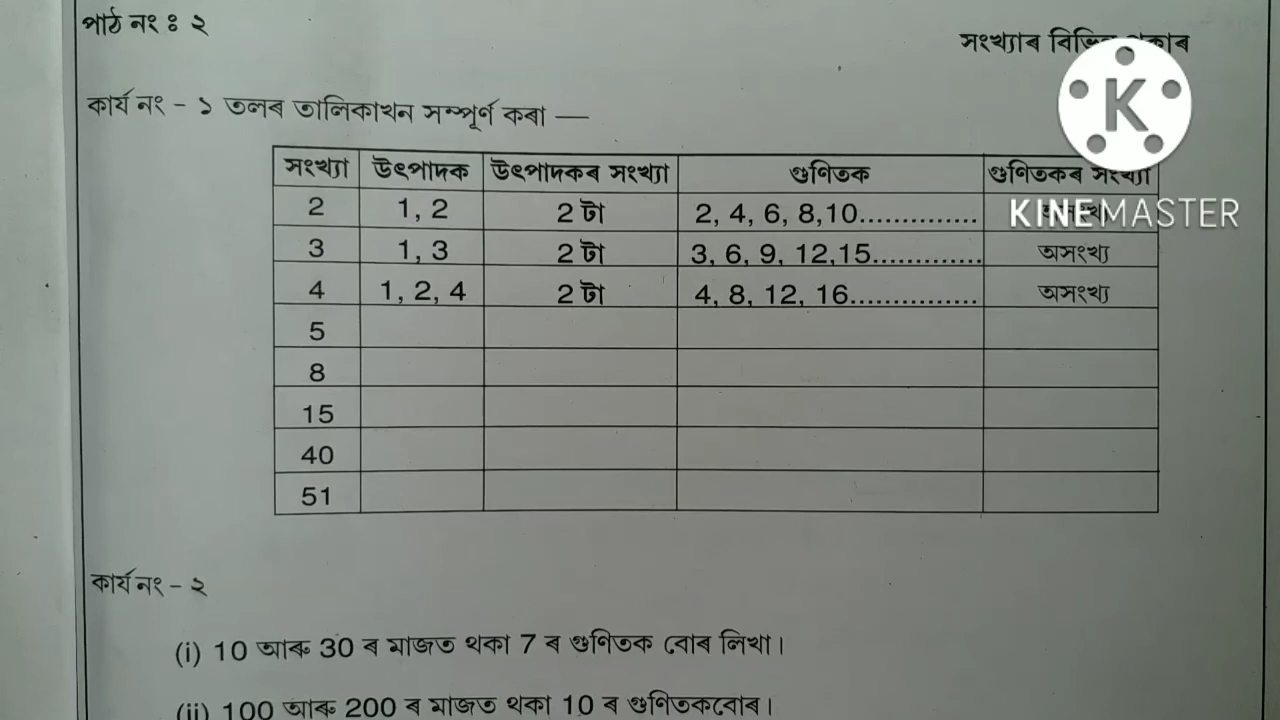 পাঠ নং ঃ ২
সংখ্যাৰ
কাৰ্য নং - ১ তলৰ তালিকাখন সম্পূৰ্ণ কৰা —
K
সংখ্যা উৎপাদক উৎপাদকৰ সংখ্যা গুণিতক গুণিতকৰ সংখ্যা
2 1, 2 2 টা 2, 4, 6, 8,10...............
KINEMASTER
3 1, 3 2 টা 3, 6, 9, 12,15............. অসংখ্য
4 1, 2, 4 2 টা 4, 8, 12, 16................ অসংখ্য
5
8
15
40
51
কাৰ্য নং - ২
(i) 10 আৰু 30 ৰ মাজত থকা 7 ৰ গুণিতক বোৰ লিখা।
(ii) 100 আৰু 200 ৰ মাজত থকা 10 ৰ গুণিতকবোৰ।